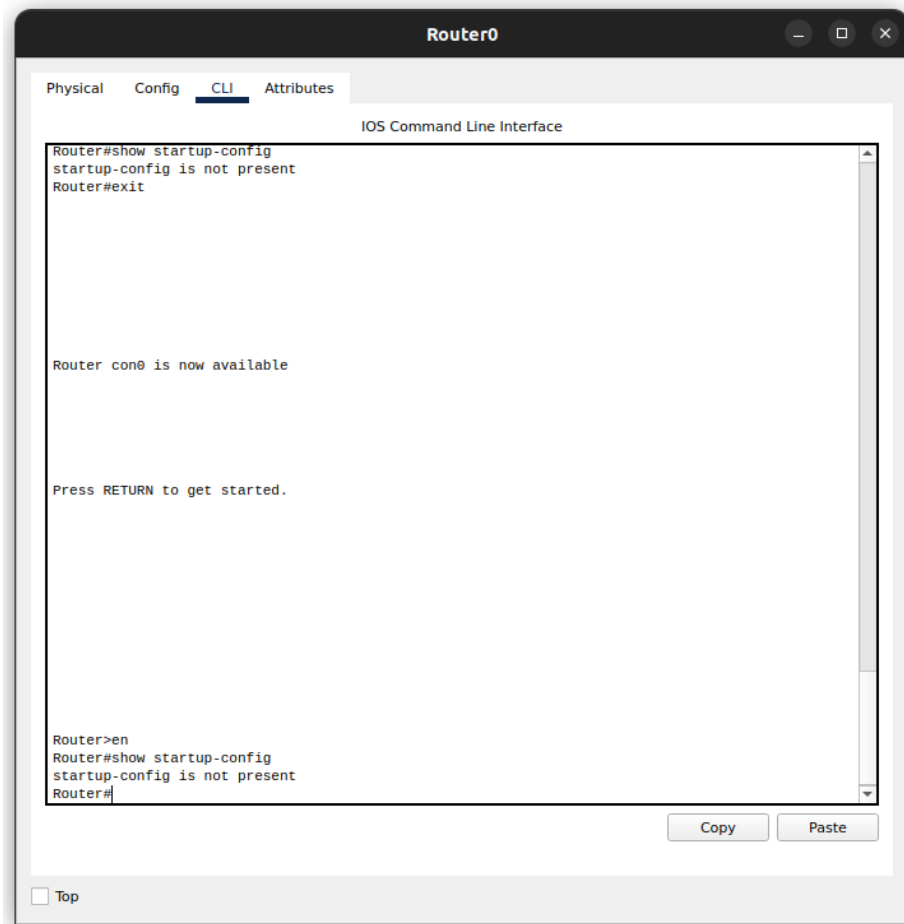 Router0
Physical Config CLI Attributes
IOS Command Line Interface
Router#show startup-config
startup-config is not present
Router#exit
Router con0 is now available
Press RETURN to get started.
Router>en
Router#show startup-config
startup-config is not present
Router#
Copy Paste
Top